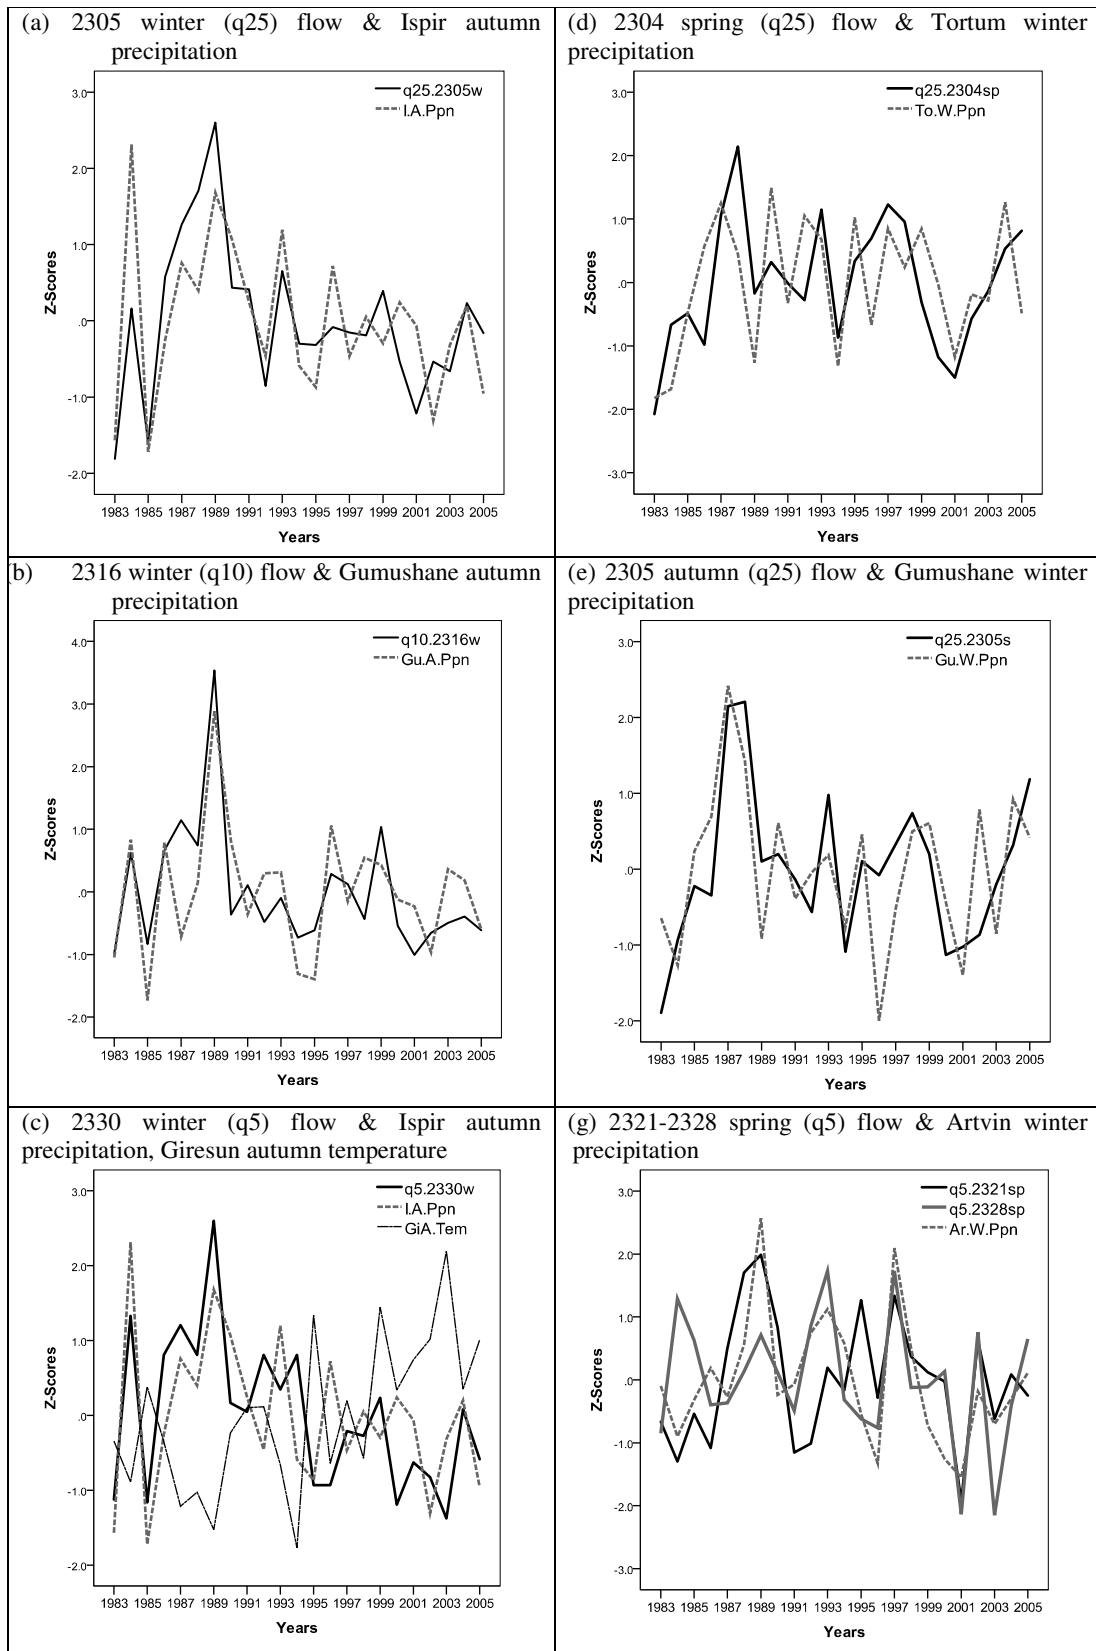 (a) 2305 winter (q25) flow & Ispir autumn
precipitation
q25.2305w
I.A.Ppn
3.0
2.0
1.0
.0
-1.0
-2.0
Z-Scores
1983 1985 1987 1989 1991 1993 1995 1997 1999 2001 2003 2005
Years
(d) 2304 spring (q25) flow & Tortum winter
precipitation
q25.2304sp
To.W.Ppn
3.0
2.0
1.0
.0
-1.0
-2.0
-3.0
Z-Scores
1983 1985 1987 1989 1991 1993 1995 1997 1999 2001 2003 2005
Years
(b) 2316 winter (q10) flow & Gumushane autumn
precipitation
q10.2316w
Gu.A.Ppn
4.0
3.0
2.0
1.0
.0
-1.0
-2.0
Z-Scores
1983 1985 1987 1989 1991 1993 1995 1997 1999 2001 2003 2005
Years
(e) 2305 autumn (q25) flow & Gumushane winter
precipitation
q25.2305s
Gu.W.Ppn
3.0
2.0
1.0
.0
-1.0
-2.0
Z-Scores
1983 1985 1987 1989 1991 1993 1995 1997 1999 2001 2003 2005
Years
(c) 2330 winter (q5) flow & Ispir autumn
precipitation, Giresun autumn temperature
q5.2330w
I.A.Ppn
GiA.Tem
3.0
2.0
1.0
.0
-1.0
-2.0
Z-Scores
1983 1985 1987 1989 1991 1993 1995 1997 1999 2001 2003 2005
Years
(g) 2321-2328 spring (q5) flow & Artvin winter
precipitation
q5.2321sp
q5.2328sp
Ar.W.Ppn
3.0
2.0
1.0
.0
-1.0
-2.0
-3.0
Z-Scores
1983 1985 1987 1989 1991 1993 1995 1997 1999 2001 2003 2005
Years